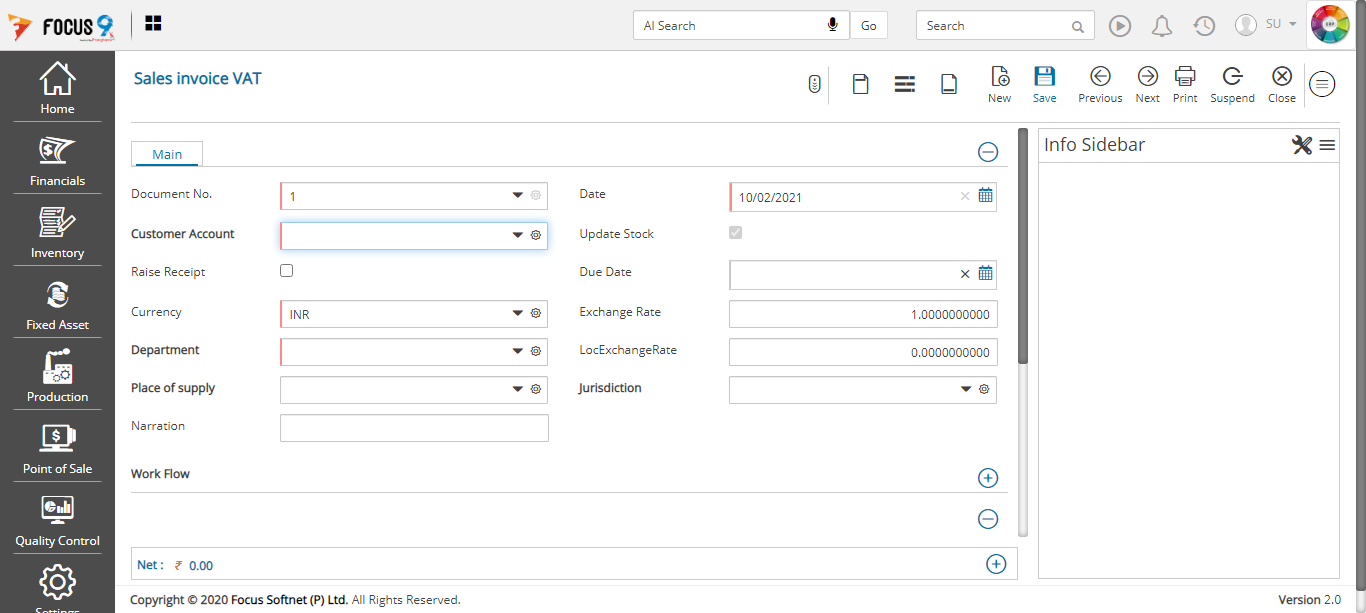 FOCUS 9
AI Search
Go
Search
SU
ERP
Home
Financials
Inventory
Fixed Asset
Production
Point of Sale
Quality Control
Settings
Sales invoice VAT
New
Save
Previous
Next
Print
Suspend
Close
Main
Document No.
1
Date
10/02/2021
Customer Account
Update Stock
Raise Receipt
Due Date
Currency
INR
Exchange Rate
1.0000000000
Department
LocExchangeRate
0.0000000000
Place of supply
Jurisdiction
Narration
Work Flow
Net : ₹ 0.00
Info Sidebar
Copyright © 2020 Focus Softnet (P) Ltd. All Rights Reserved.
Version 2.0